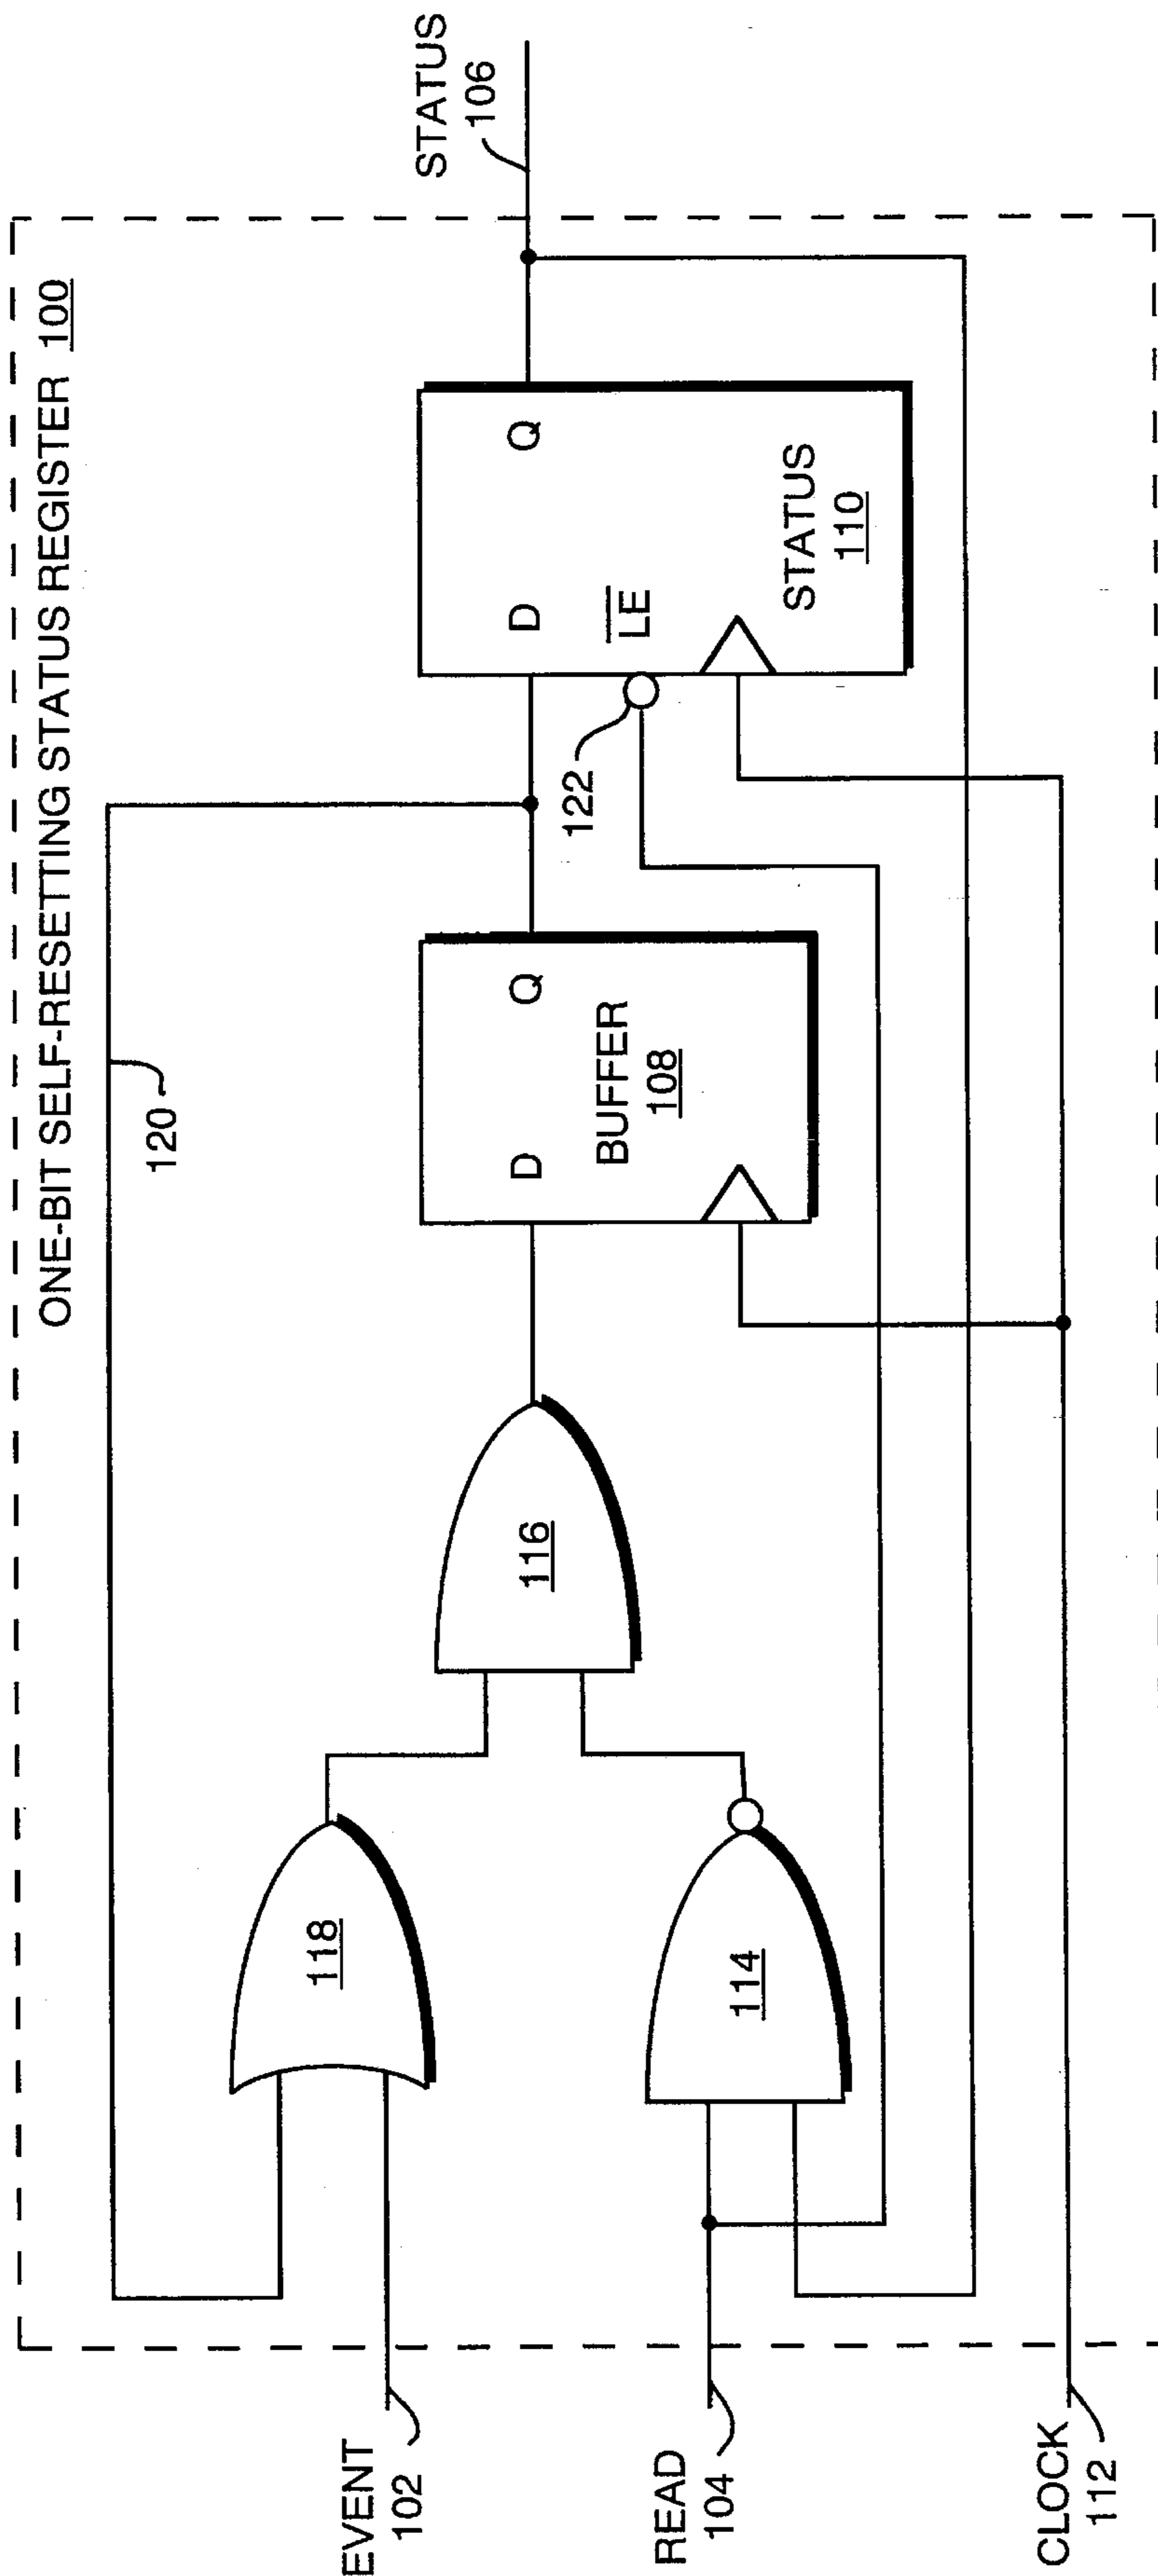 ONE-BIT SELF-RESETTING STATUS REGISTER 100
120
EVENT
102
READ
104
CLOCK
112
118
114
116
D
Q
BUFFER
108
122
D
Q
LE
STATUS
110
STATUS
106